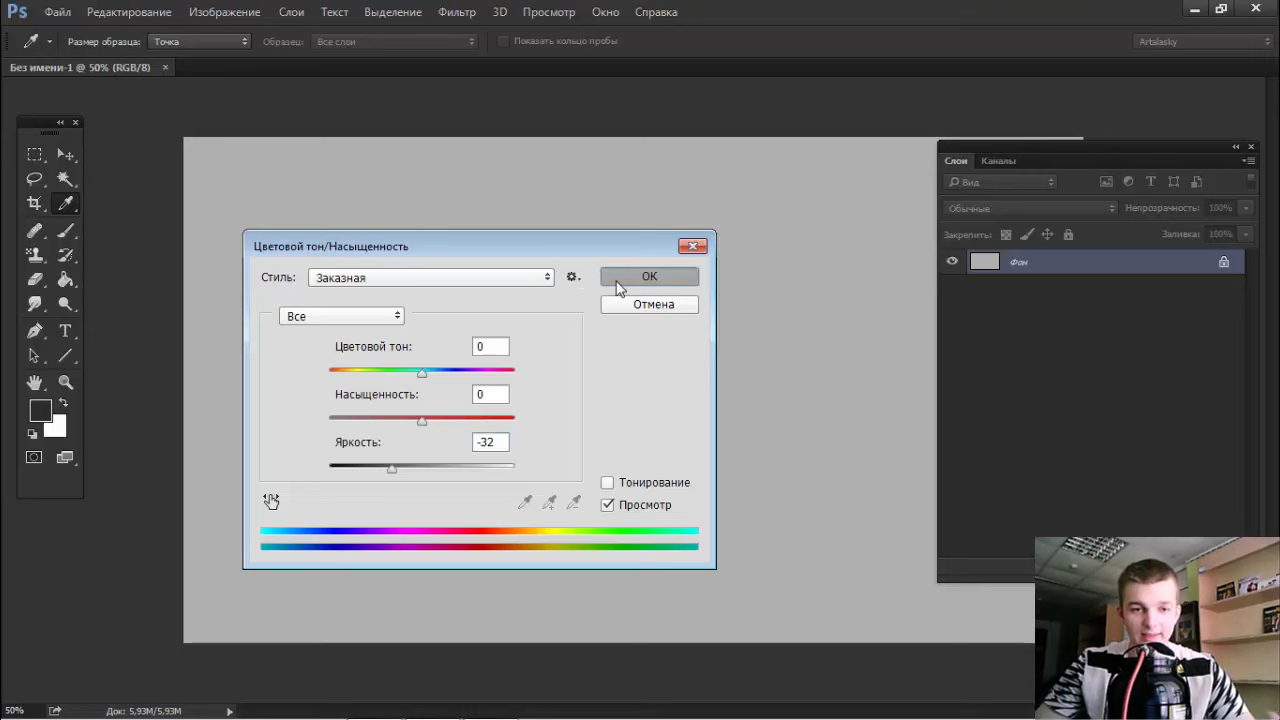 Ps Файл Редактирование Изображение Слои Текст Выделение Фильтр 3D Просмотр Окно Справка
Размер образца: Точка Образец: Все слои Показать кольцо пробы Artalasky
Без имени-1 @ 50% (RGB/8) ×
Слои Каналы
Вид
Обычные Непрозрачность: 100%
Закрепить: Заливка: 100%
Фон
Цветовой тон/Насыщенность
Стиль: Заказная OK
Отмена
Все
Цветовой тон: 0
Насыщенность: 0
Яркость: -32
Тонирование
Просмотр
50% Док: 5,93M/5,93M